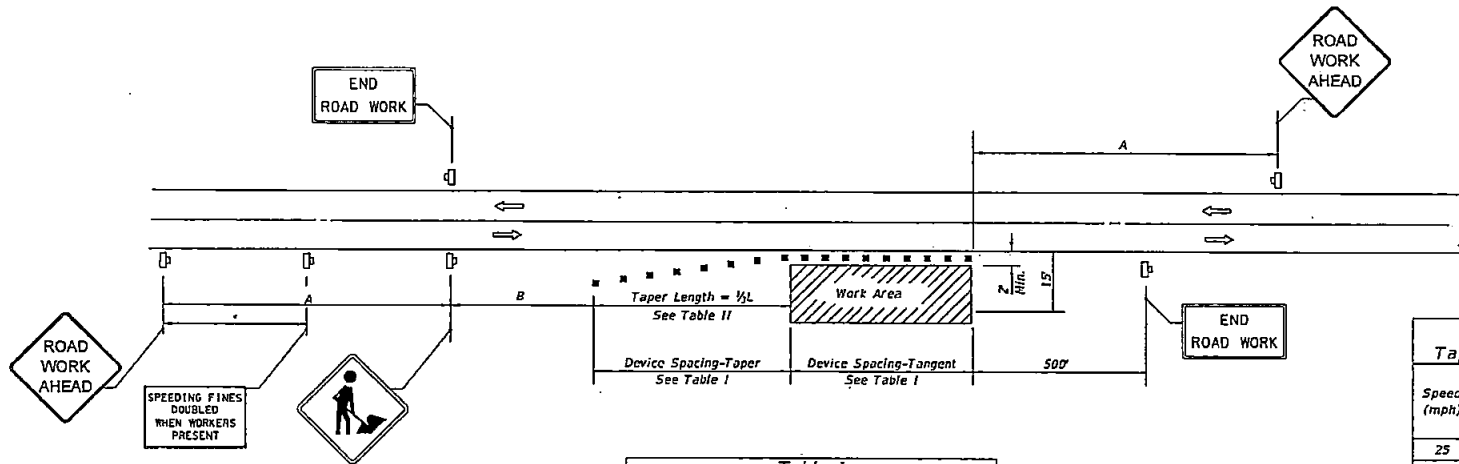 END
ROAD WORK
ROAD
WORK
AHEAD
A
A
B
Taper Length = ⅓L
See Table II
Work Area
2'
Min.
15'
ROAD
WORK
AHEAD
SPEEDING FINES
DOUBLED
WHEN WORKERS
PRESENT
Device Spacing-Taper
See Table I
Device Spacing-Tangent
See Table I
500'
END
ROAD WORK
Speed
(mph)
25